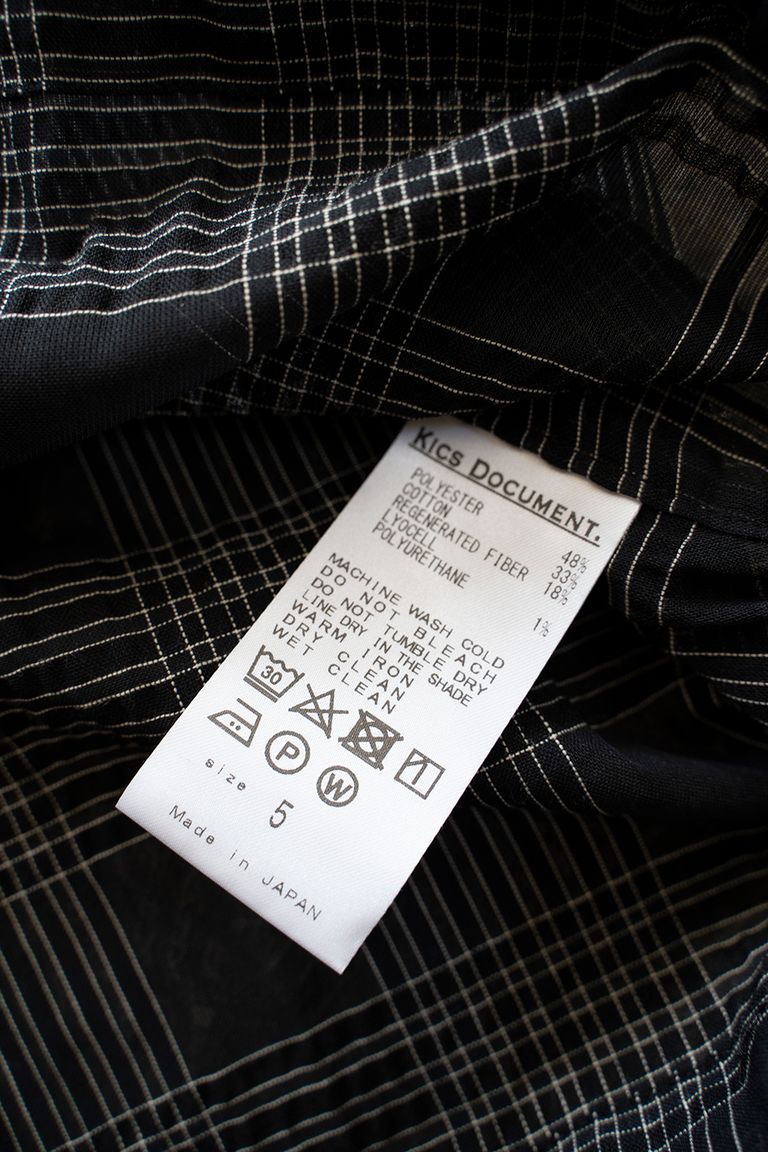 KICS DOCUMENT.
POLYESTER 48%
COTTON 33%
REGENERATED FIBER 18%
LYOCELL
POLYURETHANE 1%
MACHINE WASH COLD
DO NOT BLEACH
DO NOT TUMBLE DRY
LINE DRY IN THE SHADE
WARM IRON
DRY CLEAN
WET CLEAN
30
P W
size 5
Made in JAPAN